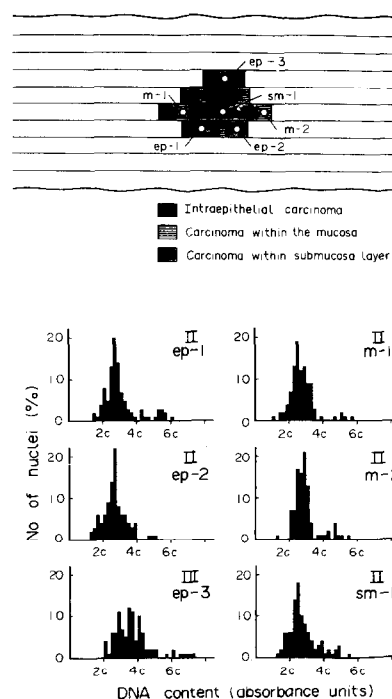 ep-3
m-1
sm-1
m-2
ep-1
ep-2
Intraepithelial carcinoma
Carcinoma within the mucosa
Carcinoma within submucosa layer
No of nuclei (%)
II
ep-1
20
10
0
2c 4c 6c
II
m-1
20
10
0
2c 4c 6c
II
ep-2
20
10
0
2c 4c 6c
II
20
10
0
2c 4c 6c
III
ep-3
20
10
0
2c 4c 6c
II
20
10
0
2c 4c 6c
DNA content (absorbance units)